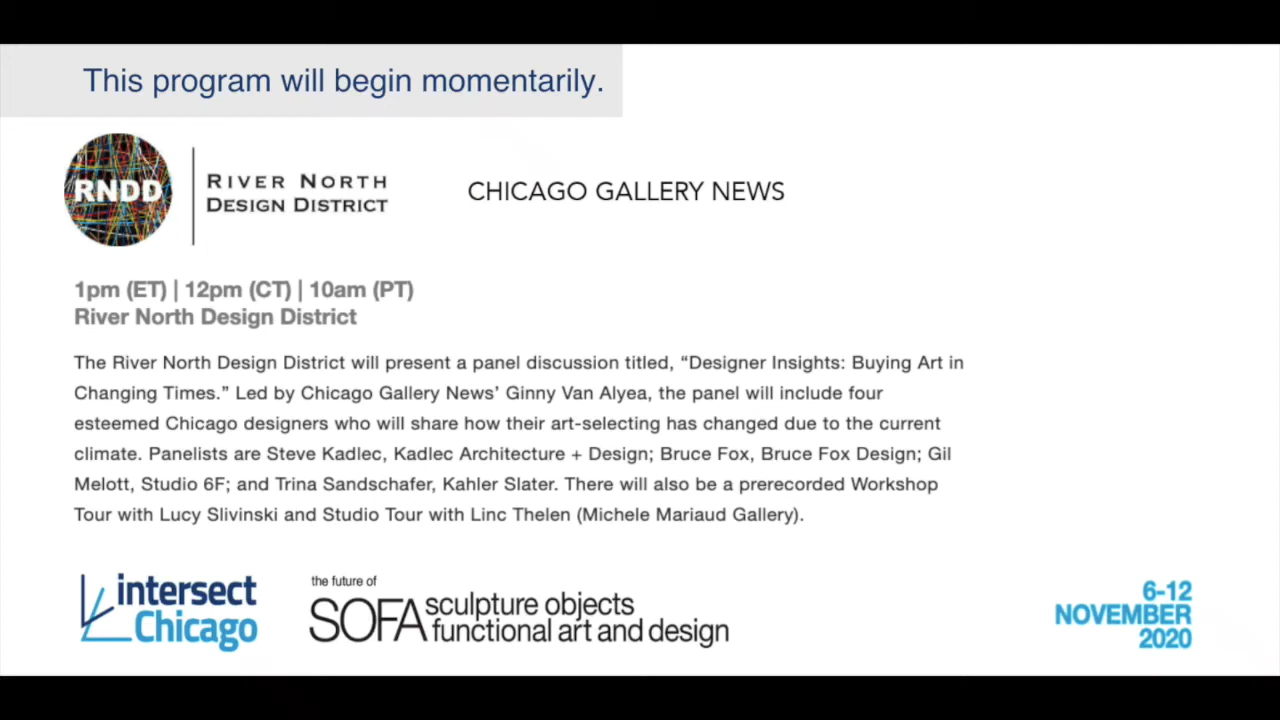 This program will begin momentarily.
RNDD
RIVER NORTH
DESIGN DISTRICT
CHICAGO GALLERY NEWS
1pm (ET) | 12pm (CT) | 10am (PT)
River North Design District
The River North Design District will present a panel discussion titled, “Designer Insights: Buying Art in
Changing Times.” Led by Chicago Gallery News’ Ginny Van Alyea, the panel will include four
esteemed Chicago designers who will share how their art-selecting has changed due to the current
climate. Panelists are Steve Kadlec, Kadlec Architecture + Design; Bruce Fox, Bruce Fox Design; Gil
Melott, Studio 6F; and Trina Sandschafer, Kahler Slater. There will also be a prerecorded Workshop
Tour with Lucy Slivinski and Studio Tour with Linc Thelen (Michele Mariaud Gallery).
intersect
Chicago
the future of
SOFA sculpture objects
functional art and design
6-12
NOVEMBER
2020